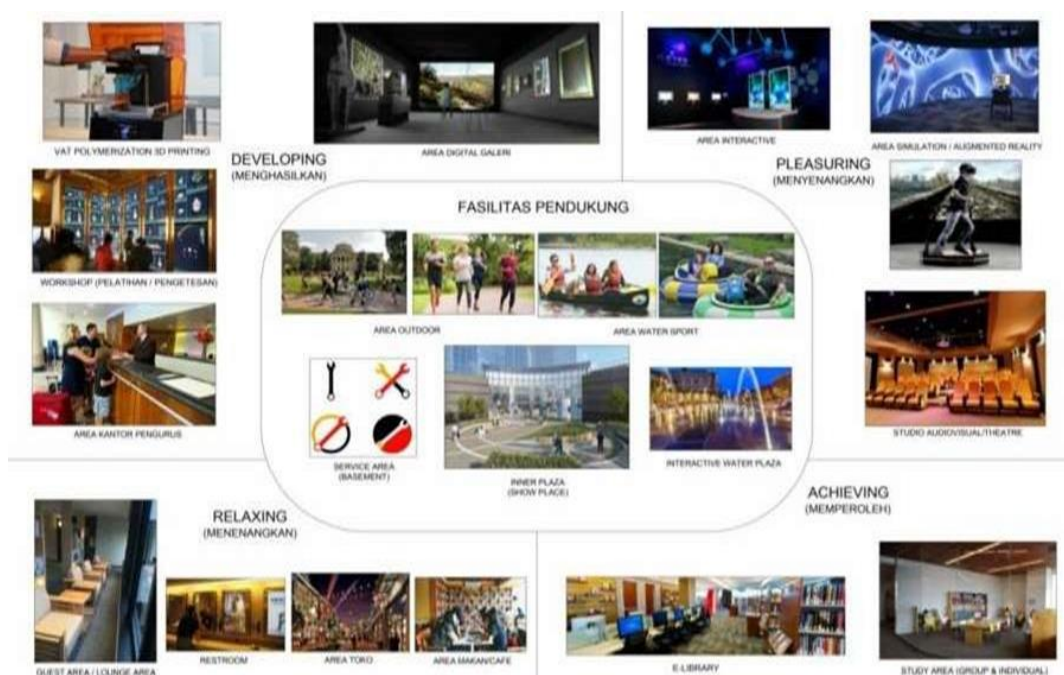 VAT POLYMERIZATION 3D PRINTING
AREA DIGITAL GALERI
DEVELOPING
(MENGHASILKAN)
WORKSHOP (PELATIHAN / PENGETESAN)
AREA KANTOR PENGURUS
AREA INTERACTIVE
AREA SIMULATION / AUGMENTED REALITY
PLEASURING
(MENYENANGKAN)
STUDIO AUDIOVISUAL/THEATRE
FASILITAS PENDUKUNG
AREA OUTDOOR
AREA WATER SPORT
SERVICE AREA
(BASEMENT)
INNER PLAZA
(SHOW PLACE)
INTERACTIVE WATER PLAZA
RELAXING
(MENENANGKAN)
GUEST AREA / LOUNGE AREA
RESTROOM
AREA TOKO
AREA MAKAN/CAFE
ACHIEVING
(MEMPEROLEH)
E-LIBRARY
STUDY AREA (GROUP & INDIVIDUAL)